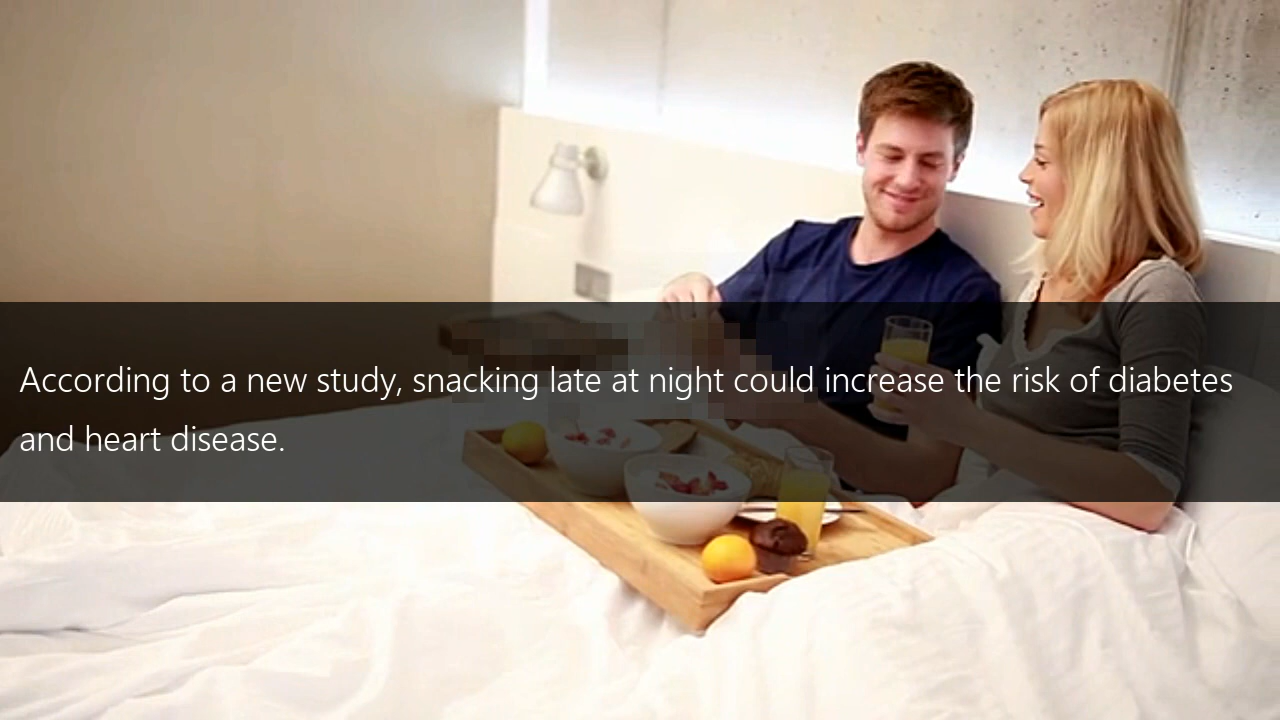 According to a new study, snacking late at night could increase the risk of diabetes
and heart disease.